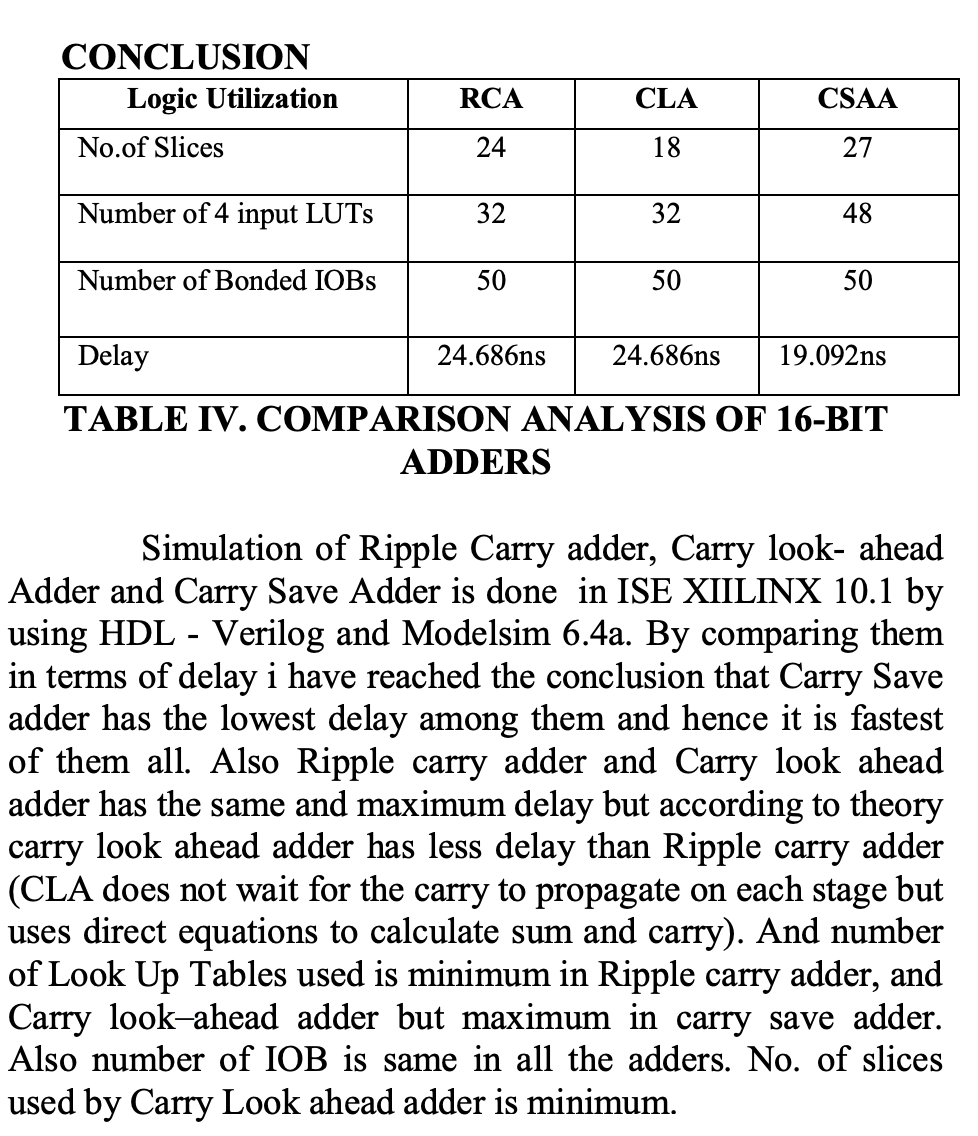 CONCLUSION
Logic Utilization RCA CLA CSAA
No.of Slices 24 18 27
Number of 4 input LUTs 32 32 48
Number of Bonded IOBs 50 50 50
Delay 24.686ns 24.686ns 19.092ns
TABLE IV. COMPARISON ANALYSIS OF 16-BIT
ADDERS
Simulation of Ripple Carry adder, Carry look- ahead
Adder and Carry Save Adder is done in ISE XIILINX 10.1 by
using HDL - Verilog and Modelsim 6.4a. By comparing them
in terms of delay i have reached the conclusion that Carry Save
adder has the lowest delay among them and hence it is fastest
of them all. Also Ripple carry adder and Carry look ahead
adder has the same and maximum delay but according to theory
carry look ahead adder has less delay than Ripple carry adder
(CLA does not wait for the carry to propagate on each stage but
uses direct equations to calculate sum and carry). And number
of Look Up Tables used is minimum in Ripple carry adder, and
Carry look–ahead adder but maximum in carry save adder.
Also number of IOB is same in all the adders. No. of slices
used by Carry Look ahead adder is minimum.